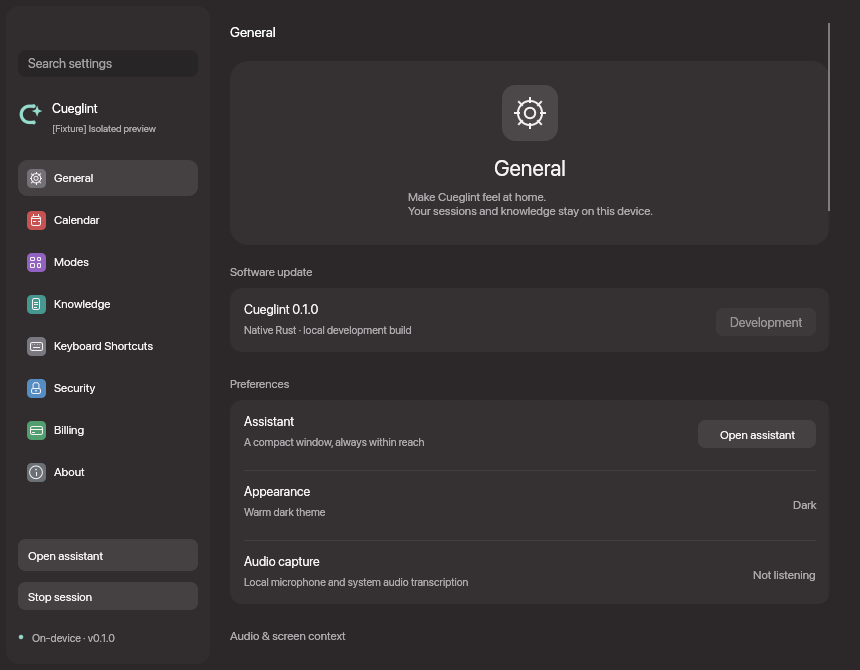 Search settings
Cueglint
[Fixture] Isolated preview
General
Calendar
Modes
Knowledge
Keyboard Shortcuts
Security
Billing
About
Open assistant
Stop session
On-device · v0.1.0
General
General
Make Cueglint feel at home.
Your sessions and knowledge stay on this device.
Software update
Cueglint 0.1.0
Native Rust · local development build
Development
Preferences
Assistant
A compact window, always within reach
Open assistant
Appearance
Warm dark theme
Dark
Audio capture
Local microphone and system audio transcription
Not listening
Audio & screen context